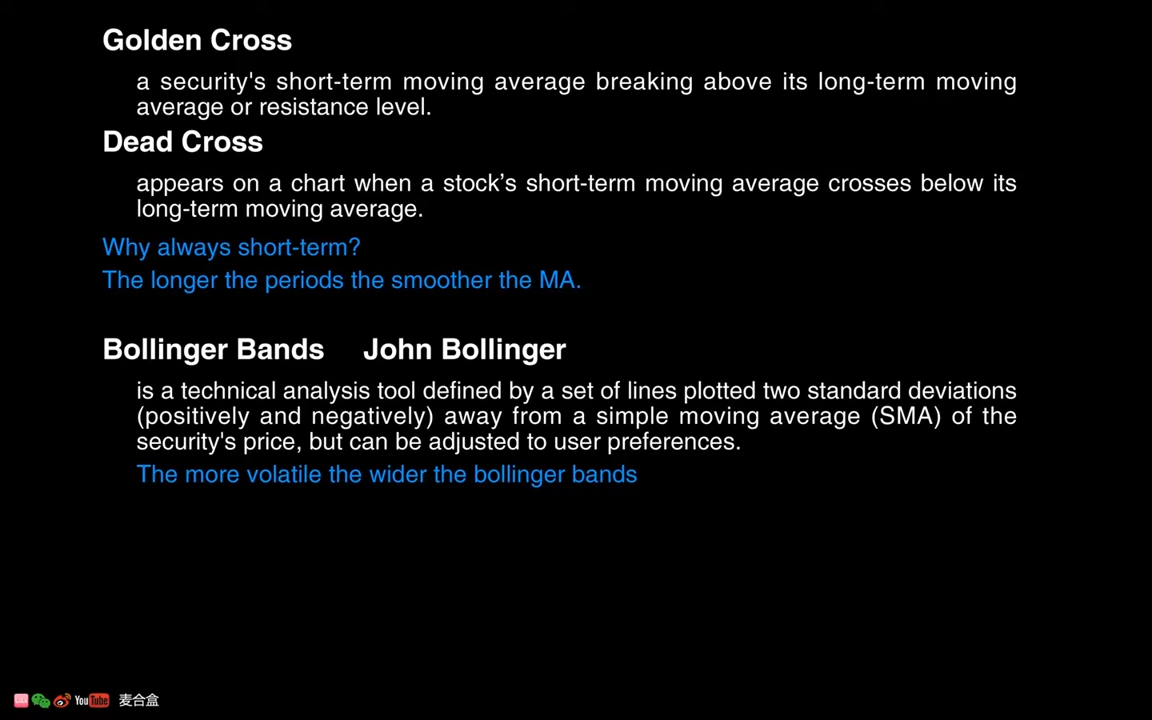 Golden Cross
a security's short-term moving average breaking above its long-term moving
average or resistance level.
Dead Cross
appears on a chart when a stock’s short-term moving average crosses below its
long-term moving average.
Why always short-term?
The longer the periods the smoother the MA.
Bollinger Bands John Bollinger
is a technical analysis tool defined by a set of lines plotted two standard deviations
(positively and negatively) away from a simple moving average (SMA) of the
security's price, but can be adjusted to user preferences.
The more volatile the wider the bollinger bands
YouTube 麦合盒